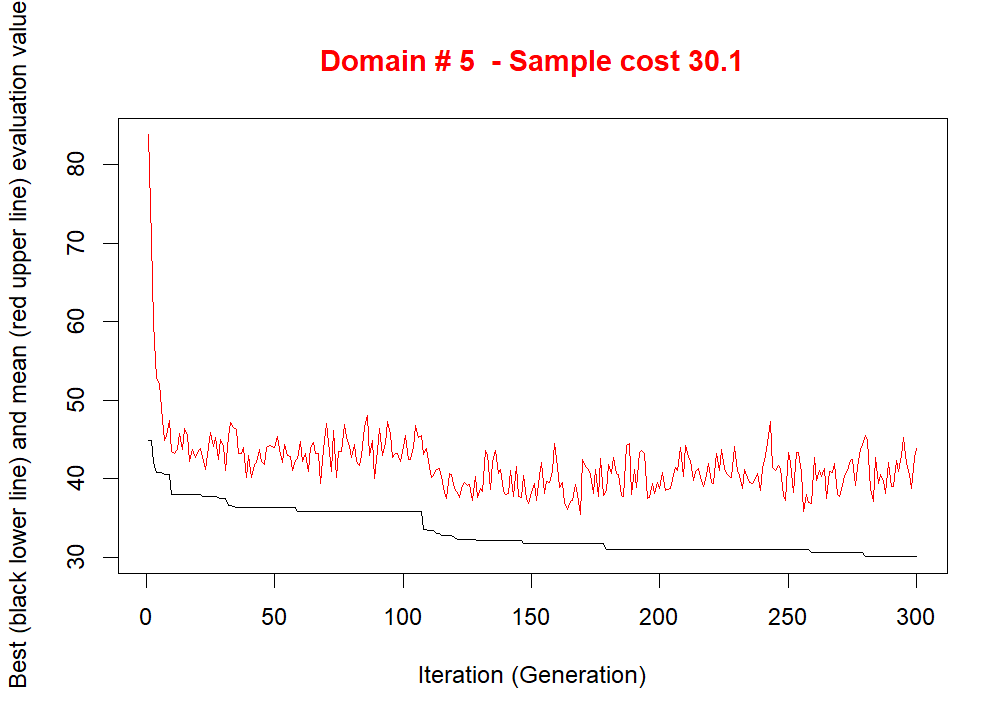 Domain # 5  - Sample cost 30.1
Best (black lower line) and mean (red upper line) evaluation value
80
70
60
50
40
30
0 50 100 150 200 250 300
Iteration (Generation)